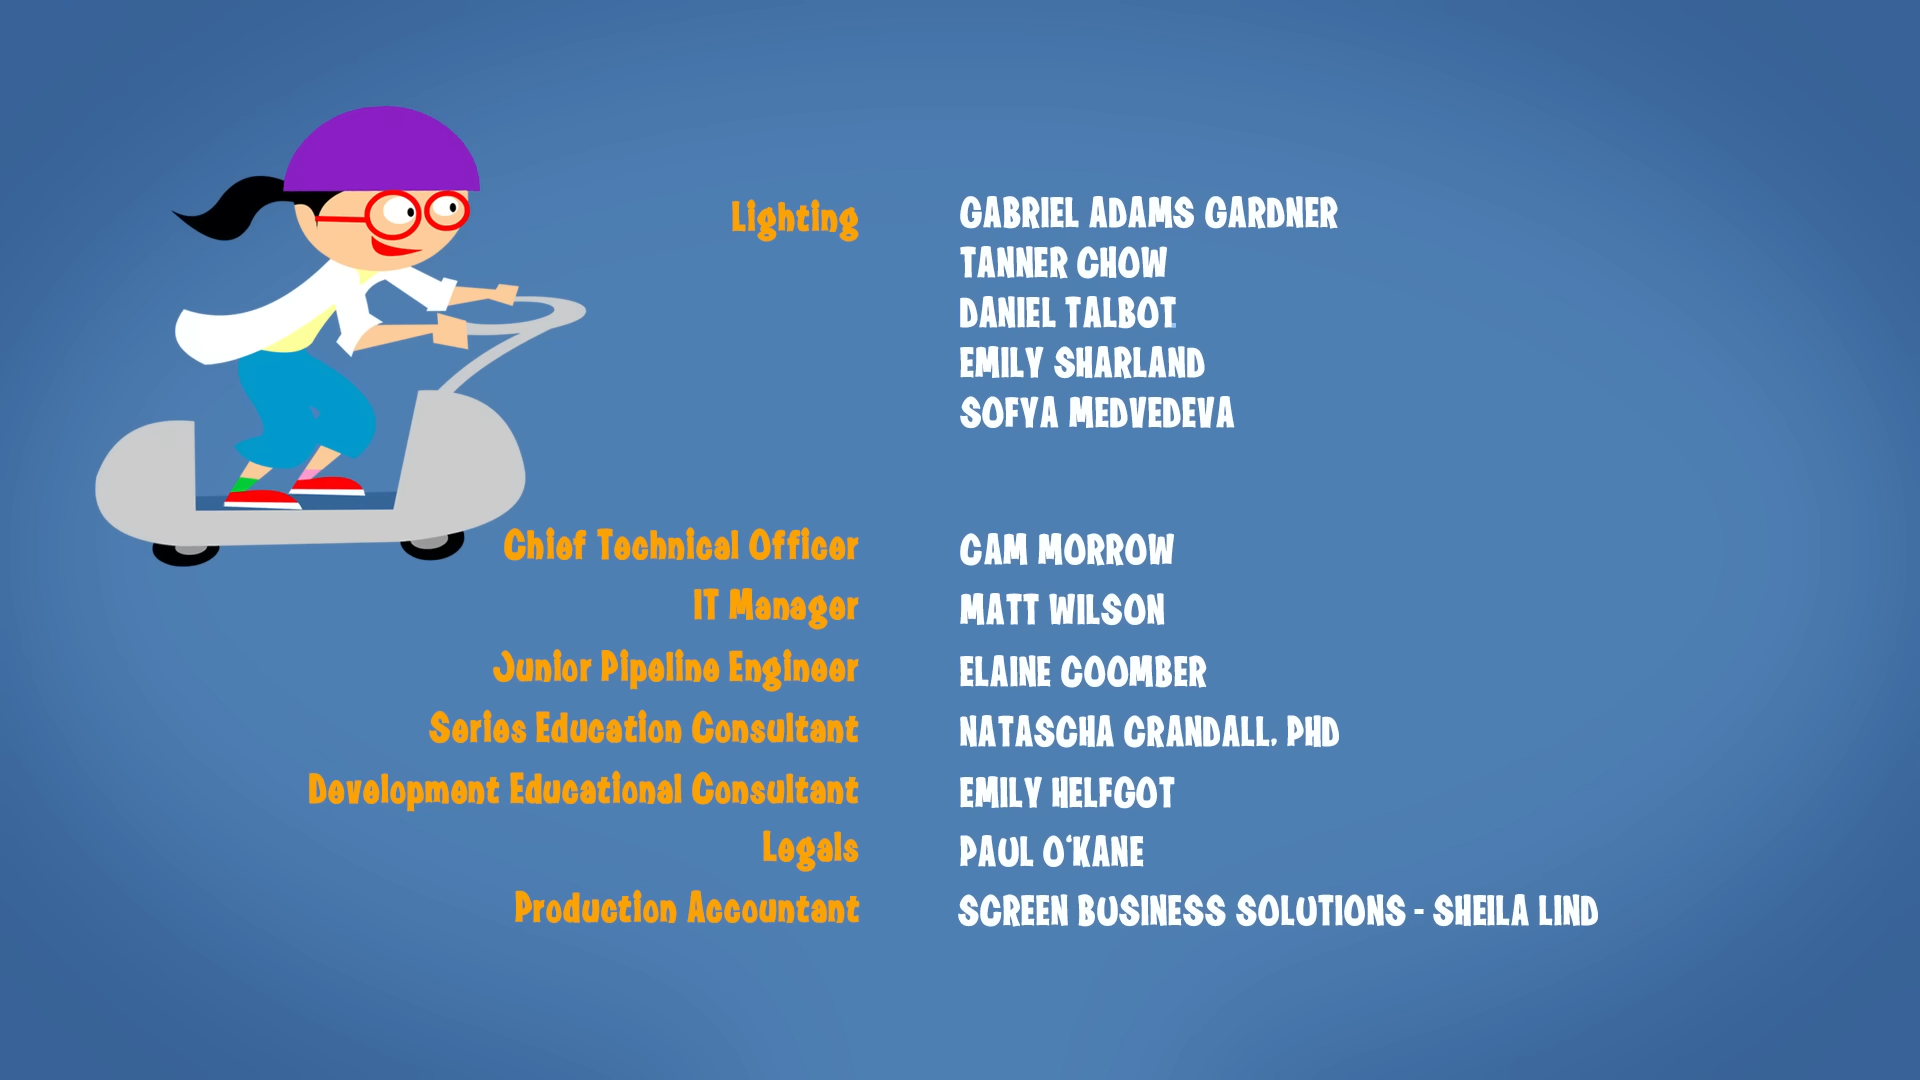 Lighting GABRIEL ADAMS GARDNER
TANNER CHOW
DANIEL TALBOT
EMILY SHARLAND
SOFYA MEDVEDEVA
Chief Technical Officer CAM MORROW
IT Manager MATT WILSON
Junior Pipeline Engineer ELAINE COOMBER
Series Education Consultant NATASCHA CRANDALL, PHD
Development Educational Consultant EMILY HELFGOT
Legals PAUL O'KANE
Production Accountant SCREEN BUSINESS SOLUTIONS - SHEILA LIND